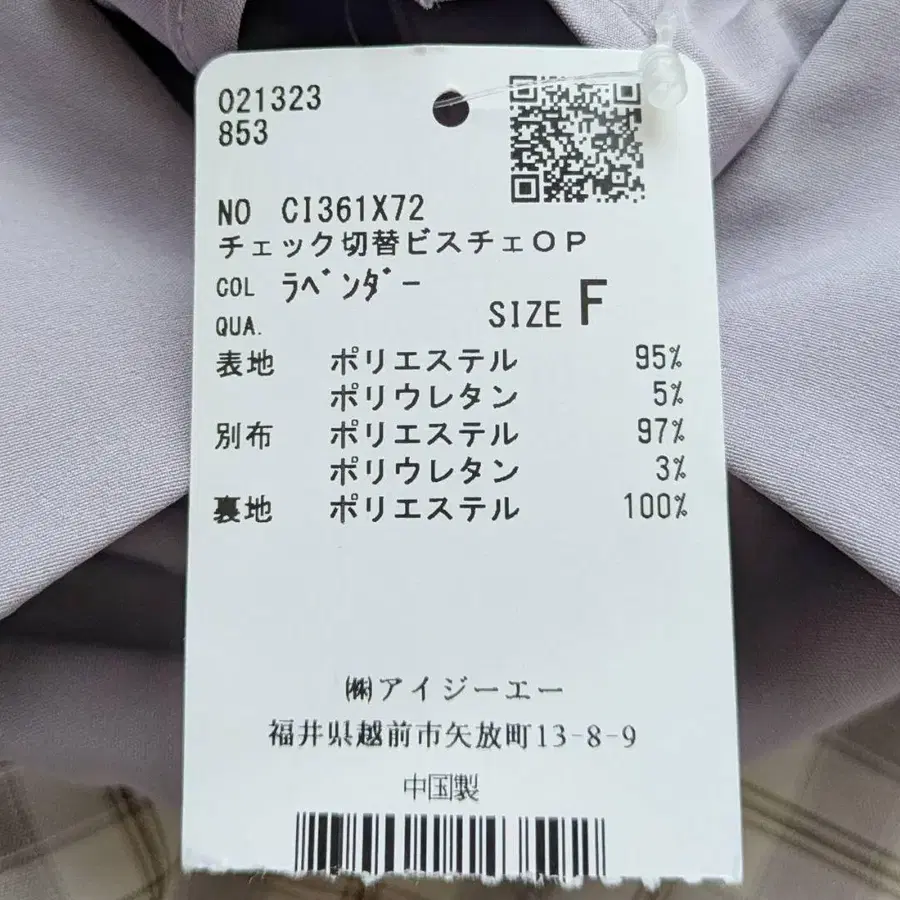 021323
853
NO CI361X72
チェック切替ビスチェOP
COL ラベンダー
SIZE F
QUA.
表地 ポリエステル 95%
ポリウレタン 5%
別布 ポリエステル 97%
ポリウレタン 3%
裏地 ポリエステル 100%
㈱アイジーエー
福井県越前市矢放町13-8-9
中国製